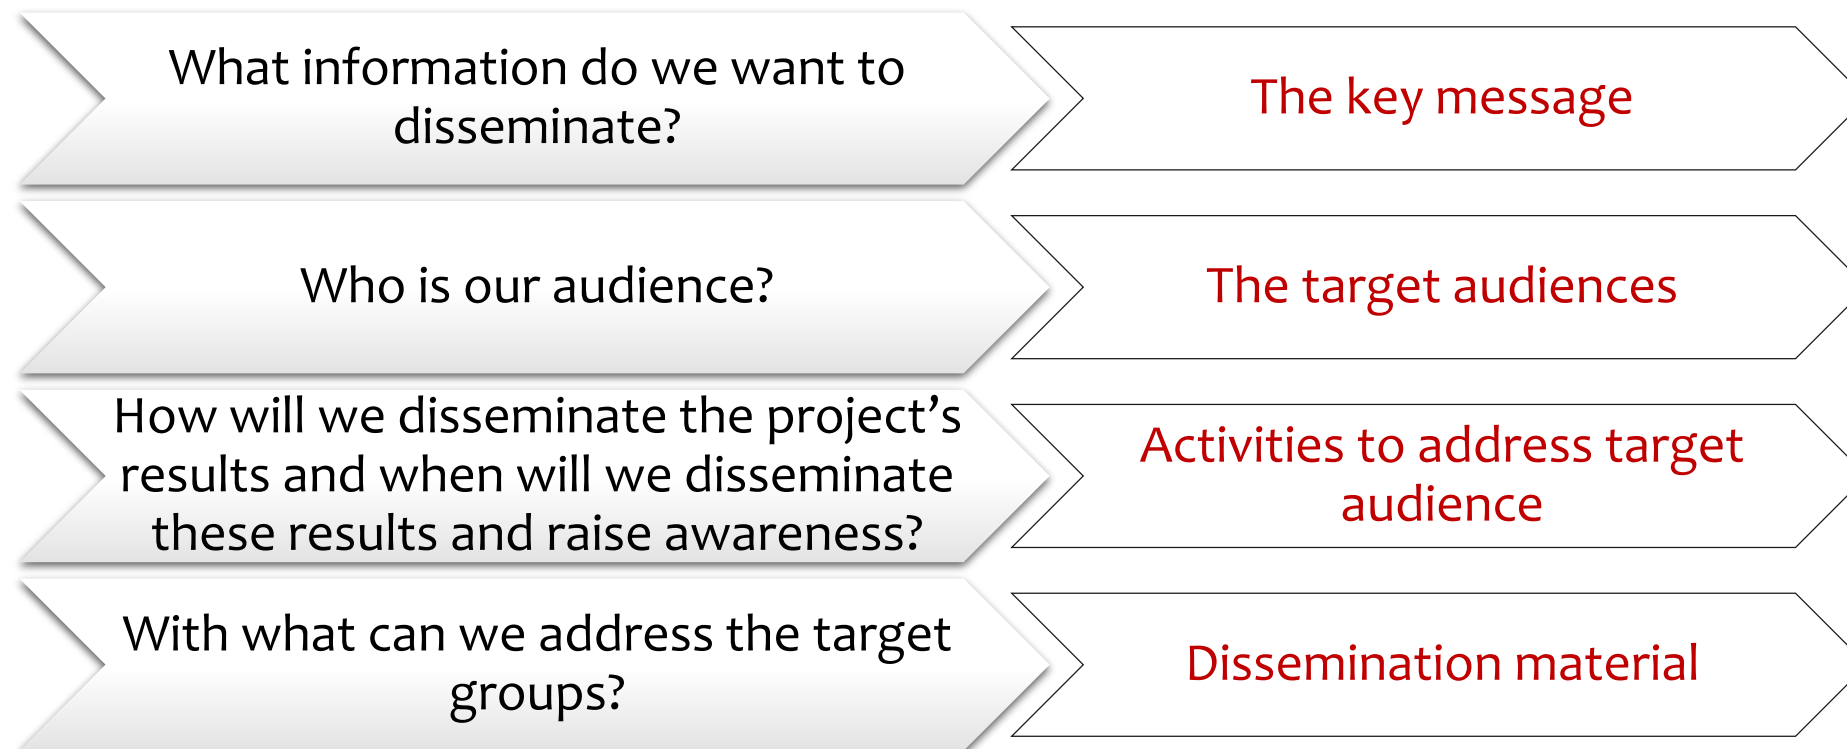 What information do we want to
disseminate?
The key message
Who is our audience?
The target audiences
How will we disseminate the project’s
results and when will we disseminate
these results and raise awareness?
Activities to address target
audience
With what can we address the target
groups?
Dissemination material